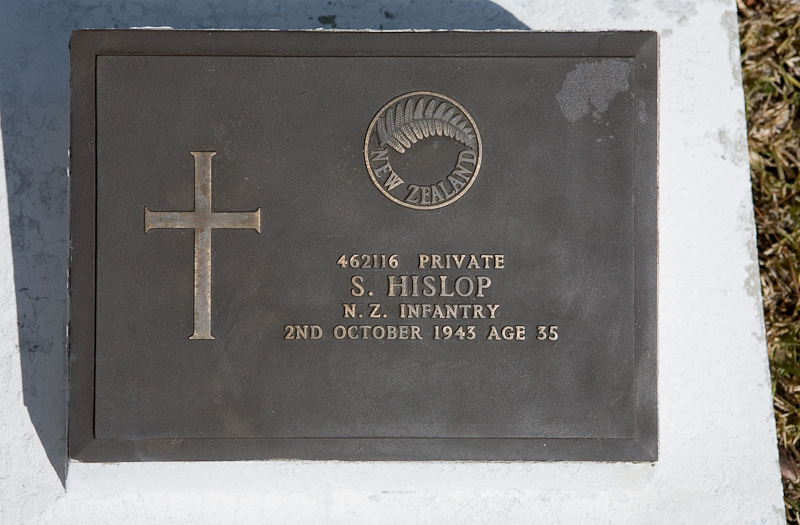 NEW ZEALAND
462116 PRIVATE
S. HISLOP
N.Z. INFANTRY
2ND OCTOBER 1943 AGE 35